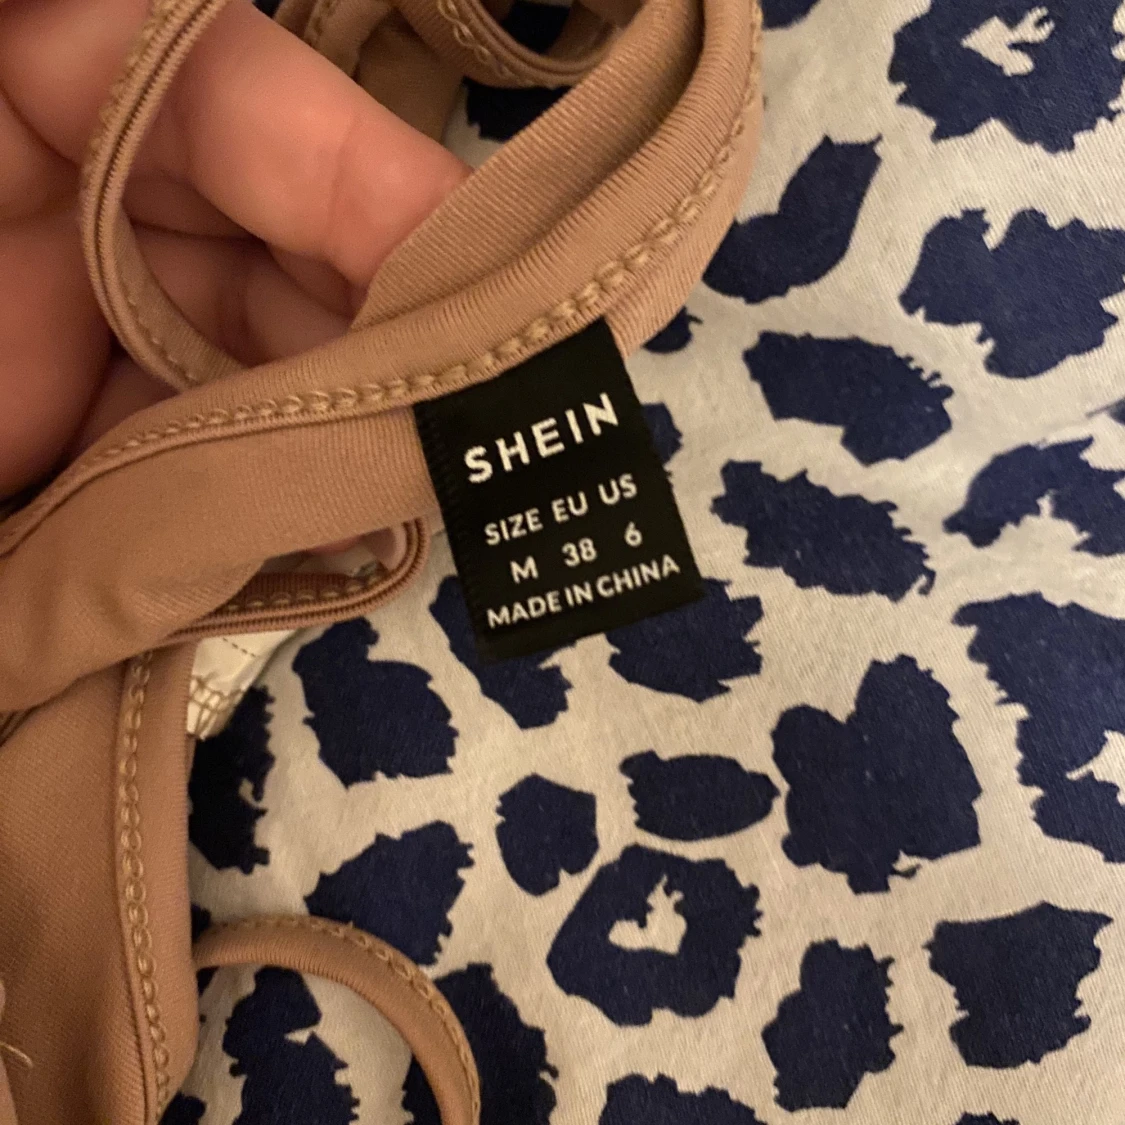 SHEIN
SIZE EU US
M 38 6
MADE IN CHINA